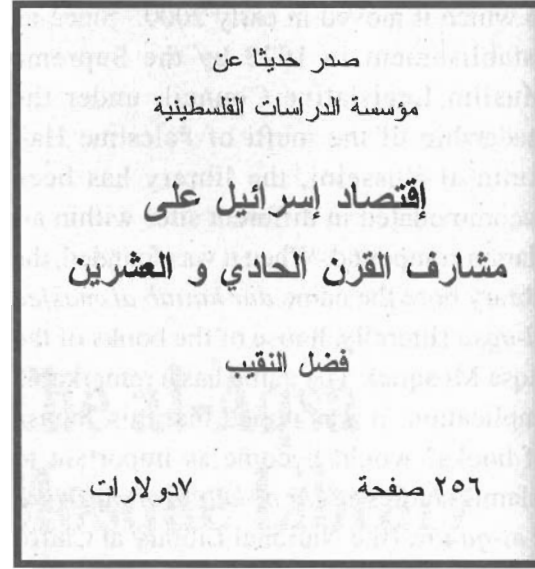 صدر حديثا عن
مؤسسة الدراسات الفلسطينية
إقتصاد إسرائيل على
مشارف القرن الحادي و العشرين
فضل النقيب
٢٥٦ صفحة
٧دولارات